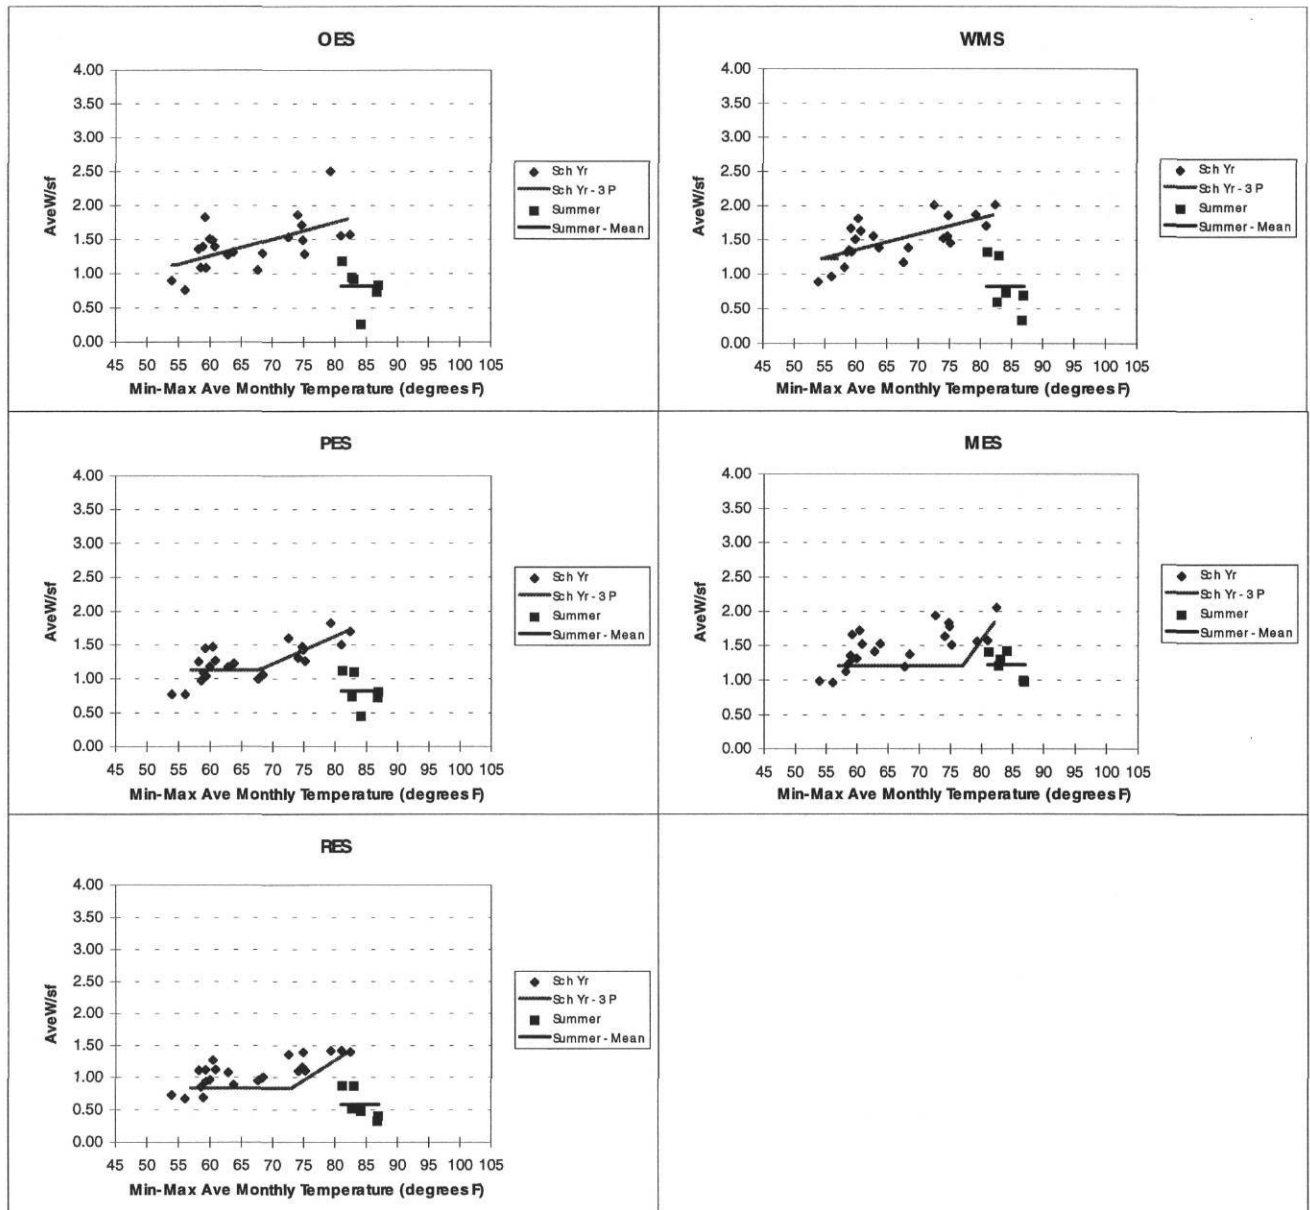 OES
4.00
3.50
3.00
2.50
2.00
1.50
1.00
0.50
0.00
AveW/sf
45 50 55 60 65 70 75 80 85 90 95 100 105
Min-Max Ave Monthly Temperature (degrees F)
Sch Yr
Sch Yr - 3 P
Summer
Summer - Mean
WMS
4.00
3.50
3.00
2.50
2.00
1.50
1.00
0.50
0.00
AveW/sf
45 50 55 60 65 70 75 80 85 90 95 100 105
Min-Max Ave Monthly Temperature (degrees F)
Sch Yr
Sch Yr - 3 P
Summer
Summer - Mean
PES
4.00
3.50
3.00
2.50
2.00
1.50
1.00
0.50
0.00
AveW/sf
45 50 55 60 65 70 75 80 85 90 95 100 105
Min-Max Ave Monthly Temperature (degrees F)
Sch Yr
Sch Yr - 3 P
Summer
Summer - Mean
MES
4.00
3.50
3.00
2.50
2.00
1.50
1.00
0.50
0.00
AveW/sf
45 50 55 60 65 70 75 80 85 90 95 100 105
Min-Max Ave Monthly Temperature (degrees F)
Sch Yr
Sch Yr - 3 P
Summer
Summer - Mean
RES
4.00
3.50
3.00
2.50
2.00
1.50
1.00
0.50
0.00
AveW/sf
45 50 55 60 65 70 75 80 85 90 95 100 105
Min-Max Ave Monthly Temperature (degrees F)
Sch Yr
Sch Yr - 3 P
Summer
Summer - Mean